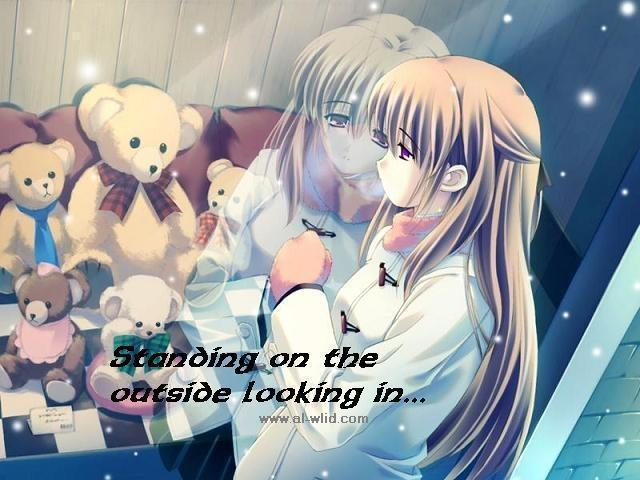 Standing on the
outside looking in...
www.al-wlid.com